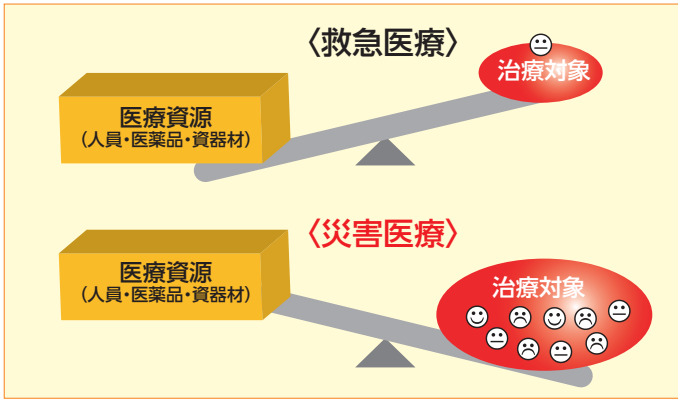 〈救急医療〉
治療対象
医療資源
（人員・医薬品・資器材）
〈災害医療〉
医療資源
（人員・医薬品・資器材）
治療対象